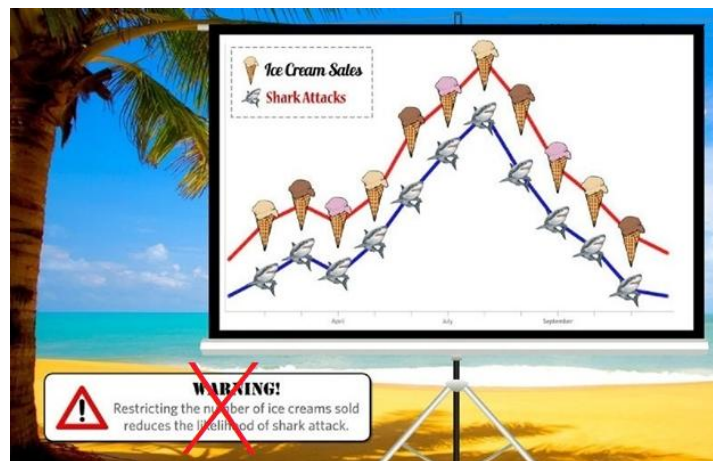 Ice Cream Sales
Shark Attacks
April July September
WARNING!
Restricting the number of ice creams sold
reduces the likelihood of shark attack.